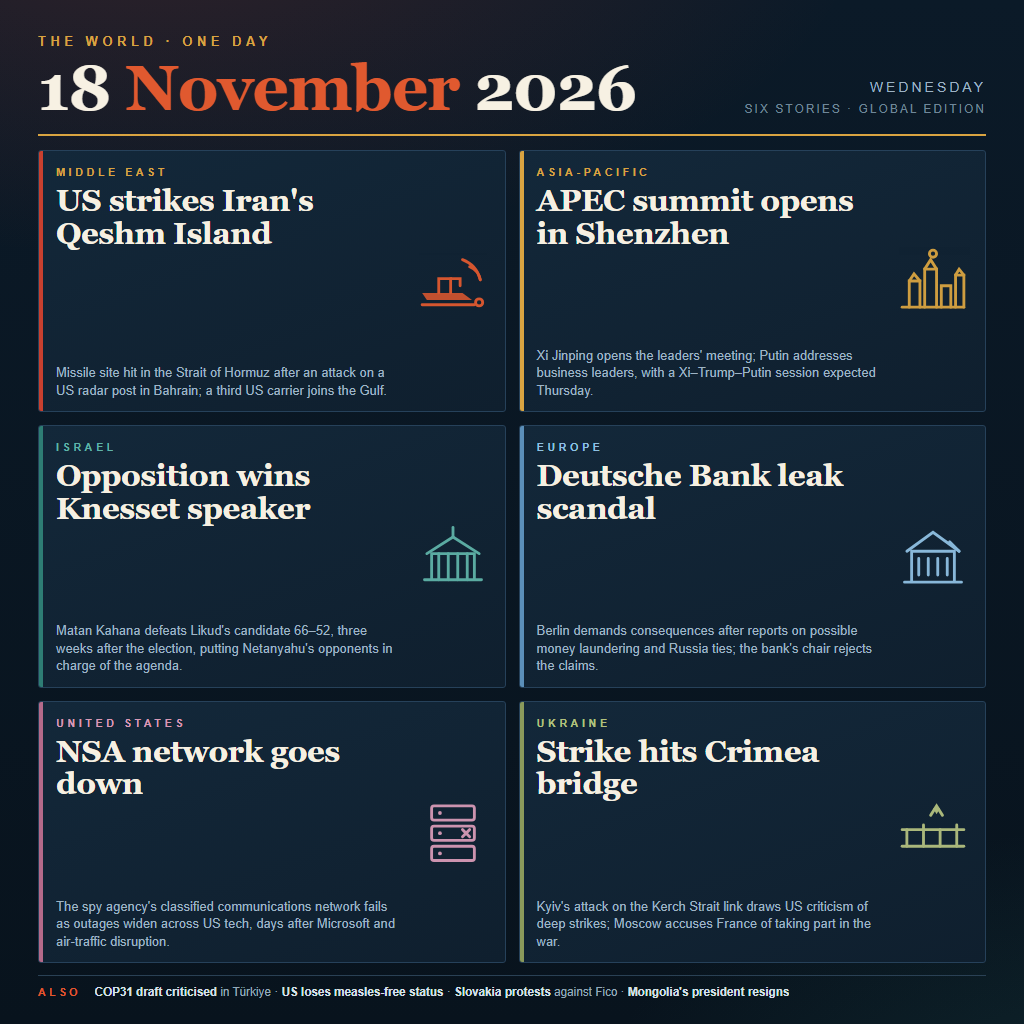 THE WORLD · ONE DAY
18 November 2026
WEDNESDAY
SIX STORIES · GLOBAL EDITION
MIDDLE EAST
US strikes Iran's
Qeshm Island
Missile site hit in the Strait of Hormuz after an attack on a
US radar post in Bahrain; a third US carrier joins the Gulf.
ASIA-PACIFIC
APEC summit opens
in Shenzhen
Xi Jinping opens the leaders' meeting; Putin addresses
business leaders, with a Xi–Trump–Putin session expected
Thursday.
ISRAEL
Opposition wins
Knesset speaker
Matan Kahana defeats Likud's candidate 66–52, three
weeks after the election, putting Netanyahu's opponents in
charge of the agenda.
EUROPE
Deutsche Bank leak
scandal
Berlin demands consequences after reports on possible
money laundering and Russia ties; the bank's chair rejects
the claims.
UNITED STATES
NSA network goes
down
The spy agency's classified communications network fails
as outages widen across US tech, days after Microsoft and
air-traffic disruption.
UKRAINE
Strike hits Crimea
bridge
Kyiv's attack on the Kerch Strait link draws US criticism of
deep strikes; Moscow accuses France of taking part in the
war.
ALSO COP31 draft criticised in Türkiye · US loses measles-free status · Slovakia protests against Fico · Mongolia's president resigns